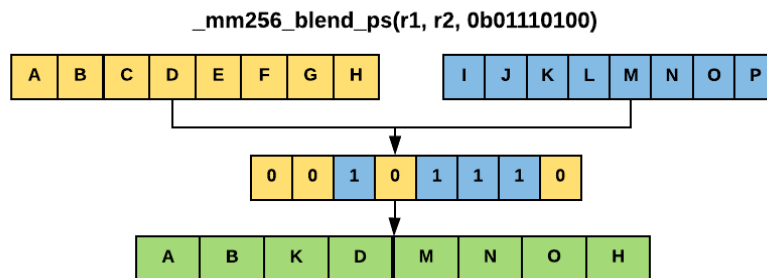 _mm256_blend_ps(r1, r2, 0b01110100)
A B C D E F G H I J K L M N O P
0 0 1 0 1 1 1 0
A B K D M N O H